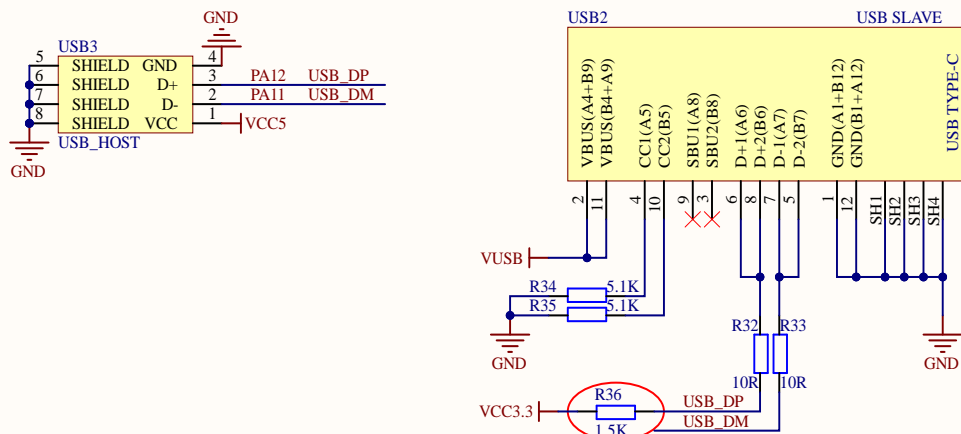 GND
USB3
5 SHIELD GND 4
6 SHIELD D+ 3 PA12 USB_DP
7 SHIELD D- 2 PA11 USB_DM
8 SHIELD VCC 1 VCC5
USB_HOST
GND
USB2 USB SLAVE
VBUS(A4+B9)
VBUS(B4+A9)
CC1(A5)
CC2(B5)
SBU1(A8)
SBU2(B8)
D+1(A6)
D+2(B6)
D-1(A7)
D-2(B7)
GND(A1+B12)
GND(B1+A12)
USB TYPE-C
2 11 4 10 9 3 6 8 7 5 1 12 SH1 SH2 SH3 SH4
VUSB
R34 5.1K
R35 5.1K
GND
R32 R33
GND
10R 10R
R36
VCC3.3 USB_DP
1.5K USB_DM